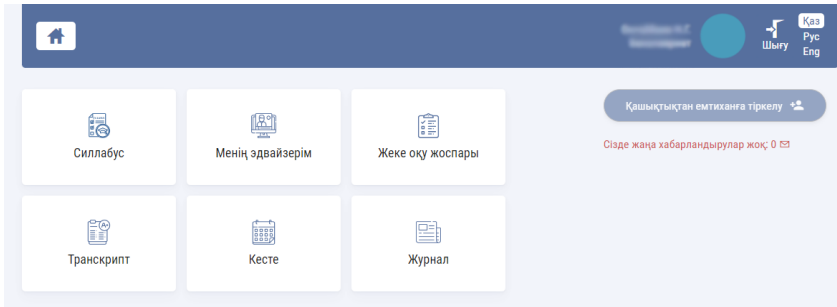 Шығу
Қаз
Рус
Eng
Силлабус
Менің эдвайзерім
Жеке оқу жоспары
Транскрипт
Кесте
Журнал
Қашықтықтан емтиханға тіркелу
Сізде жаңа хабарландырулар жоқ: 0